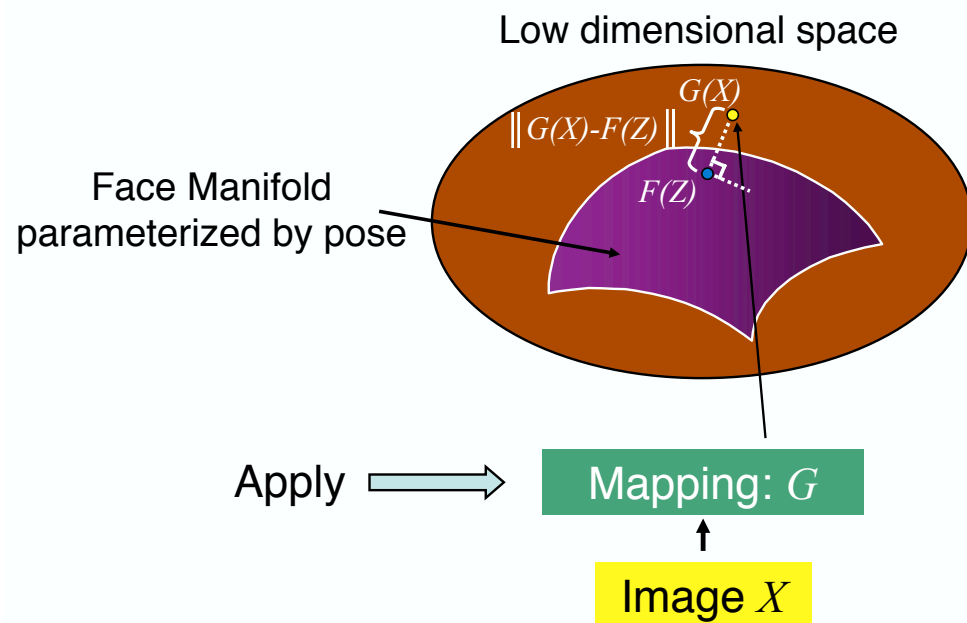 Low dimensional space
G(X)
‖G(X)-F(Z)‖
F(Z)
Face Manifold
parameterized by pose
Apply
Mapping: G
Image X